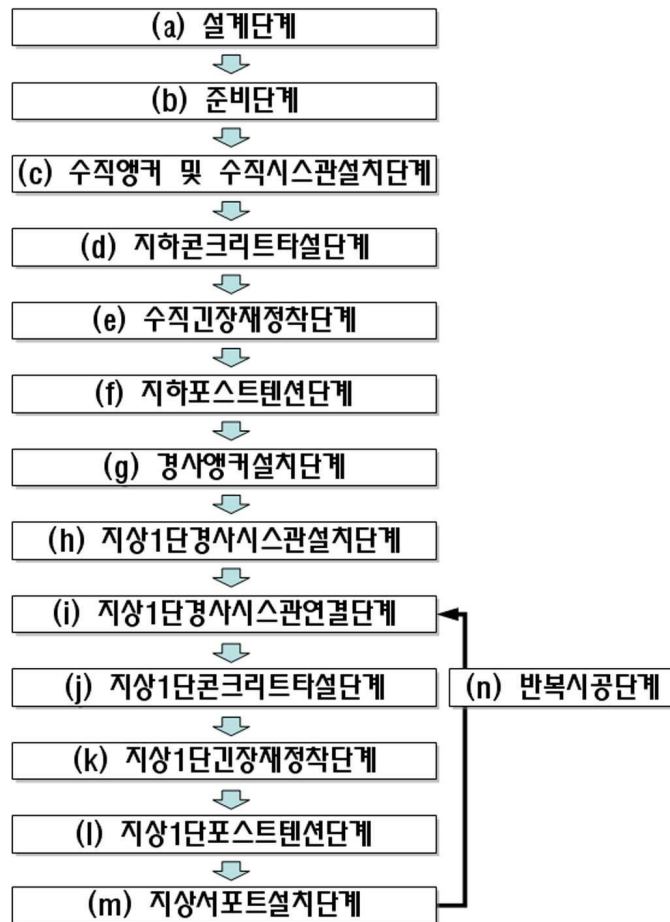 (a) 설계단계
(b) 준비단계
(c) 수직앵커 및 수직시스관설치단계
(d) 지하콘크리트타설단계
(e) 수직긴장재정착단계
(f) 지하포스트텐션단계
(g) 경사앵커설치단계
(h) 지상1단경사시스관설치단계
(i) 지상1단경사시스관연결단계
(j) 지상1단콘크리트타설단계
(n) 반복시공단계
(k) 지상1단긴장재정착단계
(l) 지상1단포스트텐션단계
(m) 지상서포트설치단계